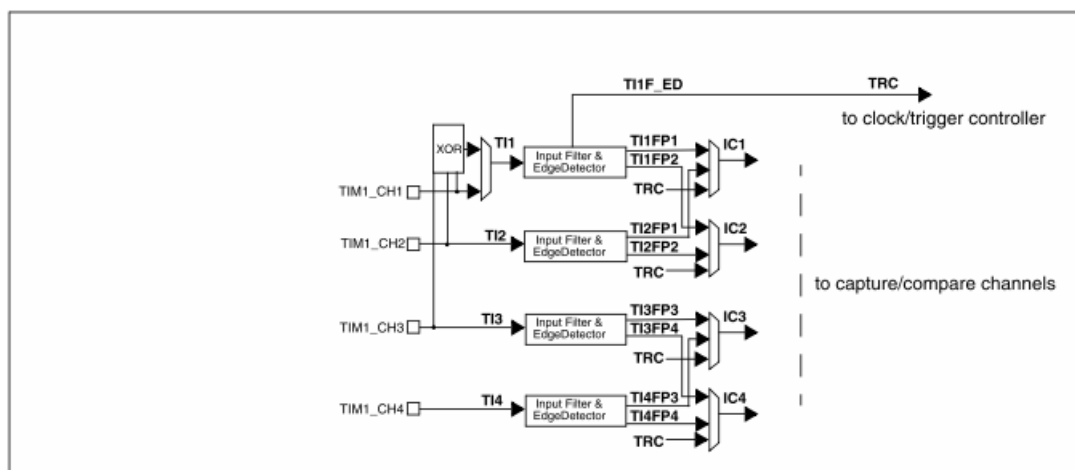 TI1F_ED
TRC
to clock/trigger controller
XOR
TI1
Input Filter &
EdgeDetector
TI1FP1
TI1FP2
TRC
IC1
TIM1_CH1
TIM1_CH2
TI2
Input Filter &
EdgeDetector
TI2FP1
TI2FP2
TRC
IC2
to capture/compare channels
TIM1_CH3
TI3
Input Filter &
EdgeDetector
TI3FP3
TI3FP4
TRC
IC3
TIM1_CH4
TI4
Input Filter &
EdgeDetector
TI4FP3
TI4FP4
TRC
IC4